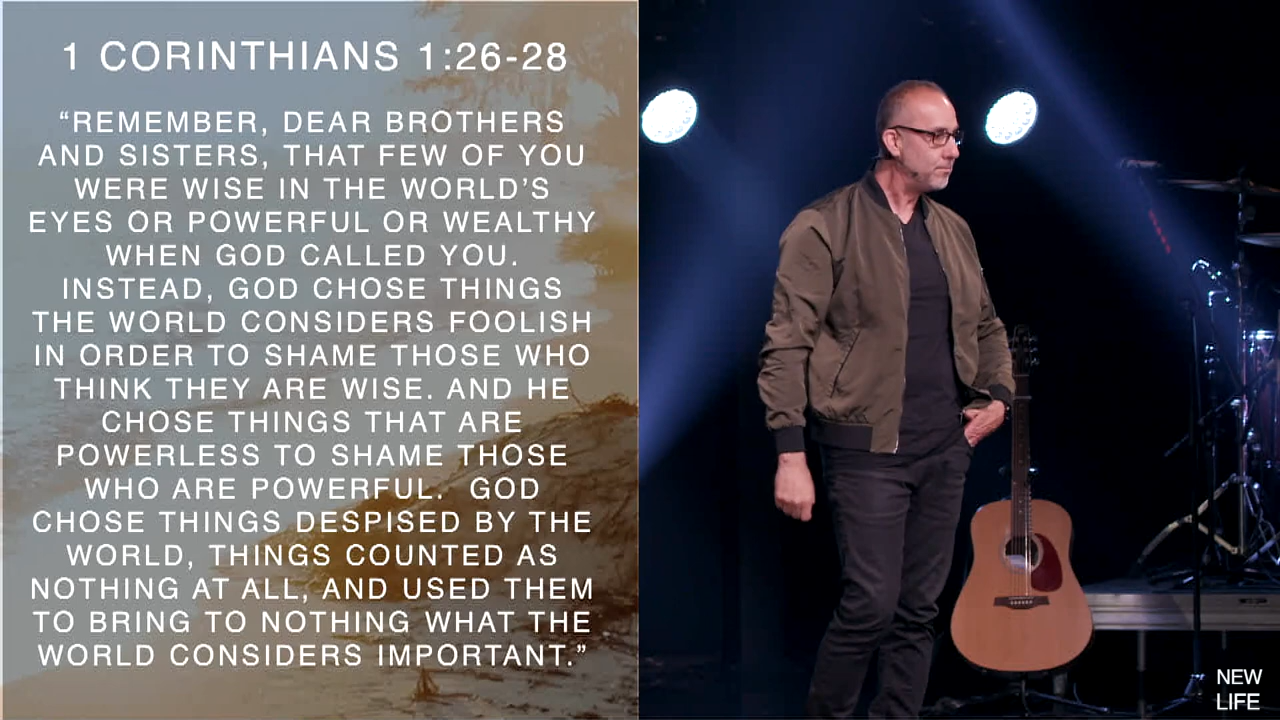 1 CORINTHIANS 1:26-28
“REMEMBER, DEAR BROTHERS
AND SISTERS, THAT FEW OF YOU
WERE WISE IN THE WORLD’S
EYES OR POWERFUL OR WEALTHY
WHEN GOD CALLED YOU.
INSTEAD, GOD CHOSE THINGS
THE WORLD CONSIDERS FOOLISH
IN ORDER TO SHAME THOSE WHO
THINK THEY ARE WISE. AND HE
CHOSE THINGS THAT ARE
POWERLESS TO SHAME THOSE
WHO ARE POWERFUL.  GOD
CHOSE THINGS DESPISED BY THE
WORLD, THINGS COUNTED AS
NOTHING AT ALL, AND USED THEM
TO BRING TO NOTHING WHAT THE
WORLD CONSIDERS IMPORTANT.”
NEW
LIFE